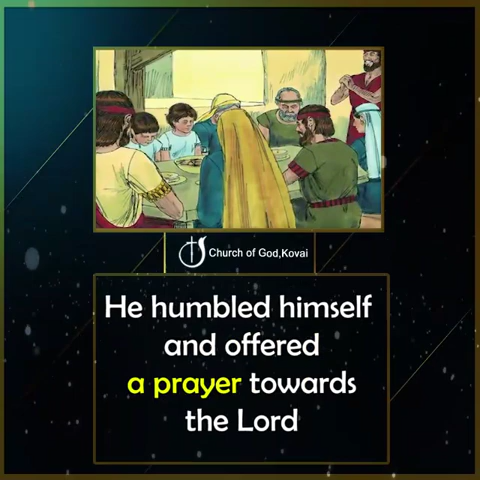 Church of God,Kovai
He humbled himself
and offered
a prayer towards
the Lord